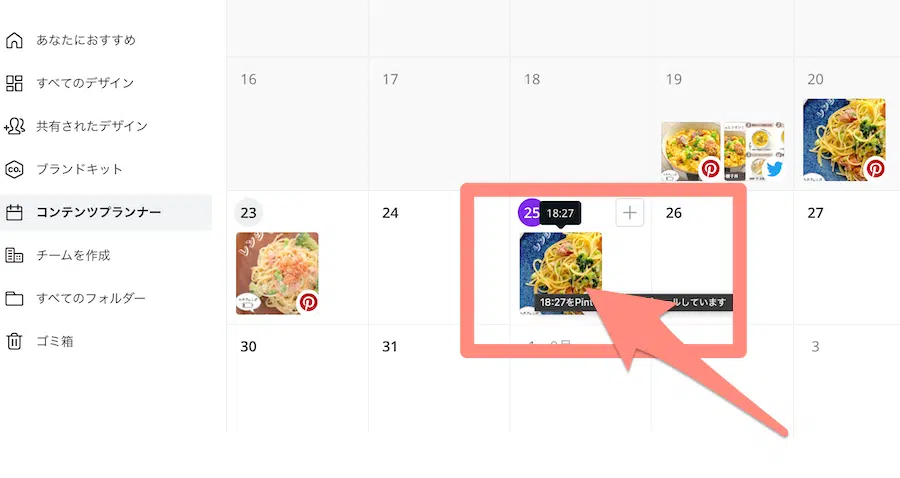 あなたにおすすめ
すべてのデザイン
共有されたデザイン
CO. ブランドキット
コンテンツプランナー
チームを作成
すべてのフォルダー
ゴミ箱
16 17 18 19 20
23 24 25 18:27 26 27
18:27をPint ールしています
30 31 3